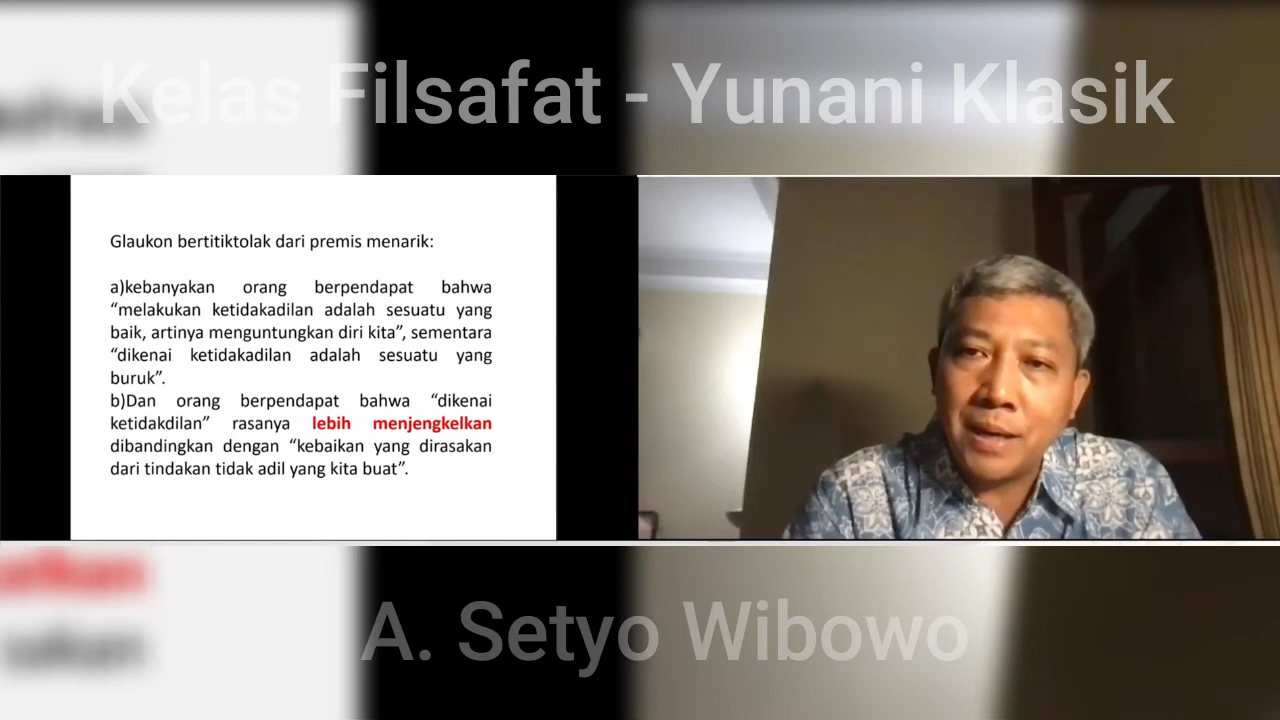 Kelas Filsafat - Yunani Klasik
Glaukon bertitiktolak dari premis menarik:
a)kebanyakan orang berpendapat bahwa
“melakukan ketidakadilan adalah sesuatu yang
baik, artinya menguntungkan diri kita”, sementara
“dikenai ketidakadilan adalah sesuatu yang
buruk”.
b)Dan orang berpendapat bahwa “dikenai
ketidakdilan” rasanya lebih menjengkelkan
dibandingkan dengan “kebaikan yang dirasakan
dari tindakan tidak adil yang kita buat”.
A. Setyo Wibowo